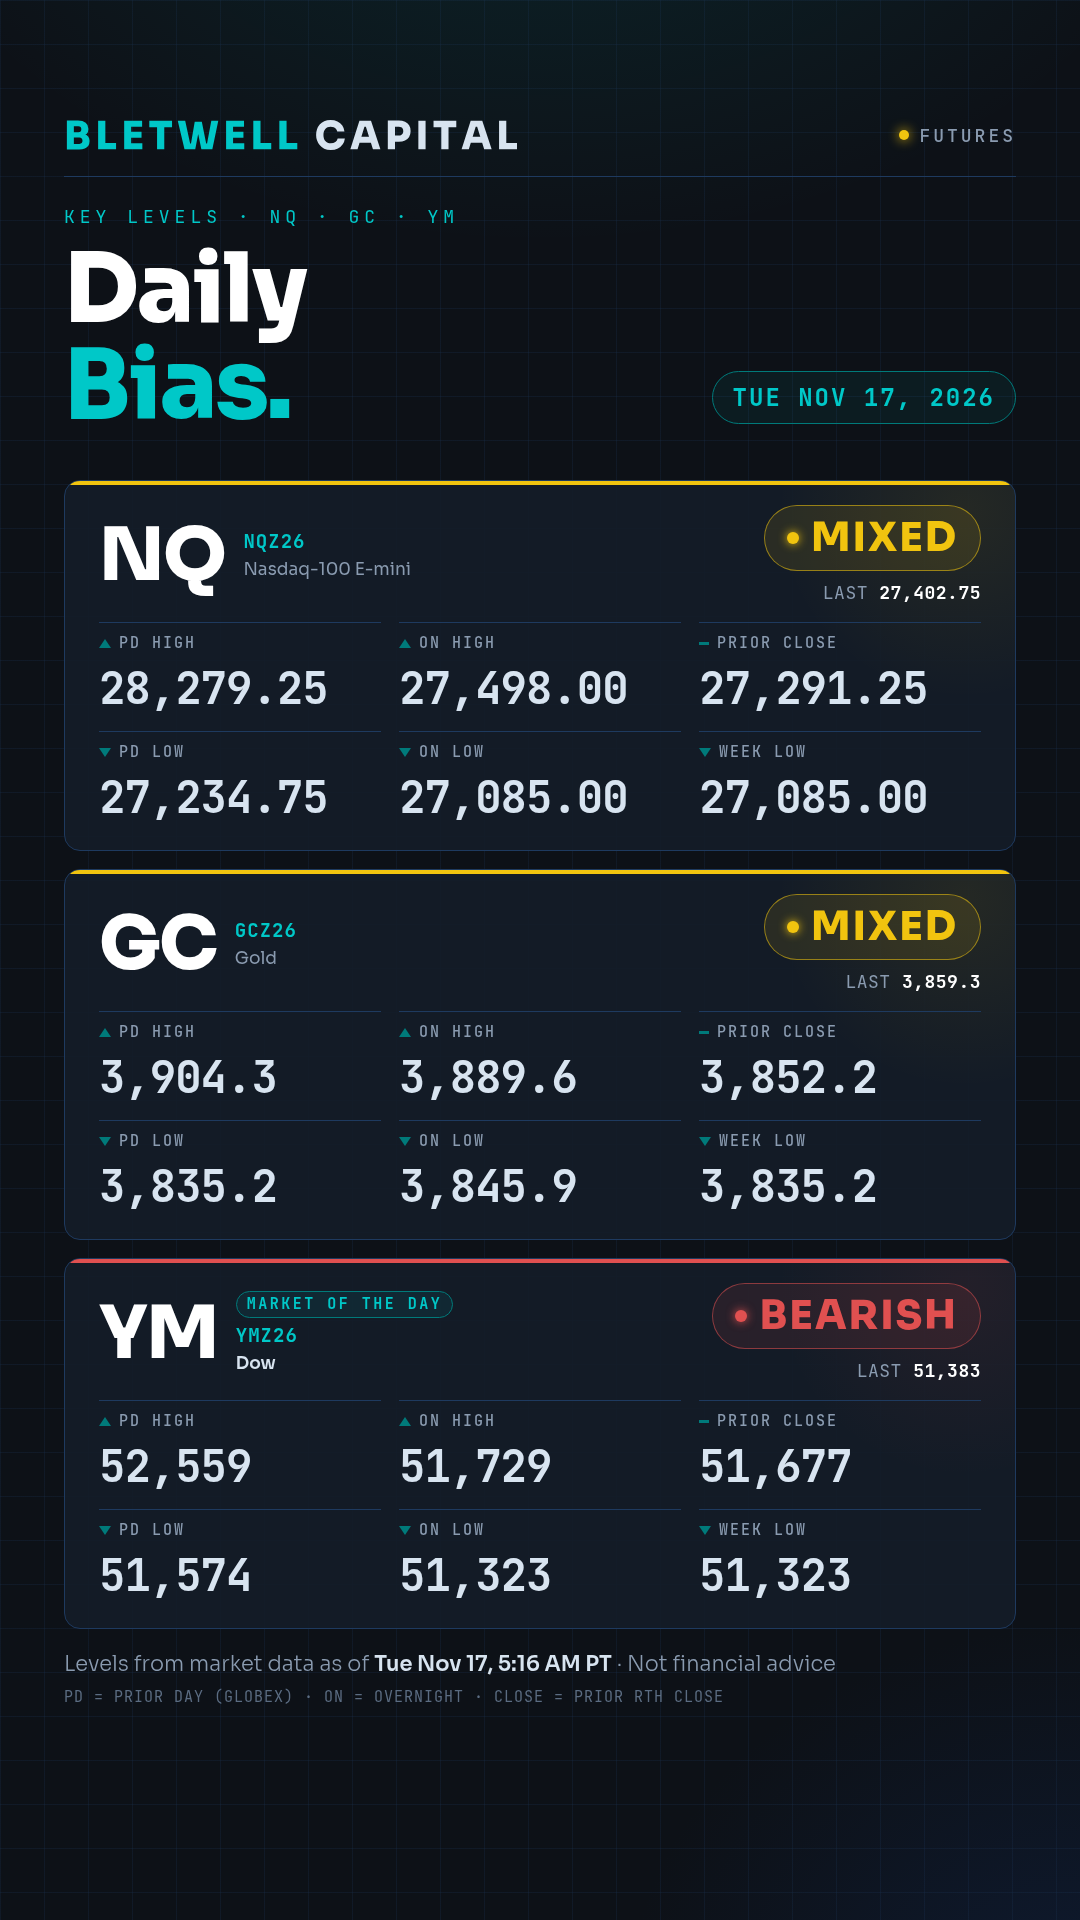 BLETWELL CAPITAL
FUTURES
KEY LEVELS · NQ · GC · YM
Daily
Bias.
TUE NOV 17, 2026
NQ
NQZ26
Nasdaq-100 E-mini
MIXED
LAST 27,402.75
PD HIGH
28,279.25
ON HIGH
27,498.00
PRIOR CLOSE
27,291.25
PD LOW
27,234.75
ON LOW
27,085.00
WEEK LOW
27,085.00
GC
GCZ26
Gold
MIXED
LAST 3,859.3
PD HIGH
3,904.3
ON HIGH
3,889.6
PRIOR CLOSE
3,852.2
PD LOW
3,835.2
ON LOW
3,845.9
WEEK LOW
3,835.2
YM
MARKET OF THE DAY
YMZ26
Dow
BEARISH
LAST 51,383
PD HIGH
52,559
ON HIGH
51,729
PRIOR CLOSE
51,677
PD LOW
51,574
ON LOW
51,323
WEEK LOW
51,323
Levels from market data as of Tue Nov 17, 5:16 AM PT · Not financial advice
PD = PRIOR DAY (GLOBEX) · ON = OVERNIGHT · CLOSE = PRIOR RTH CLOSE